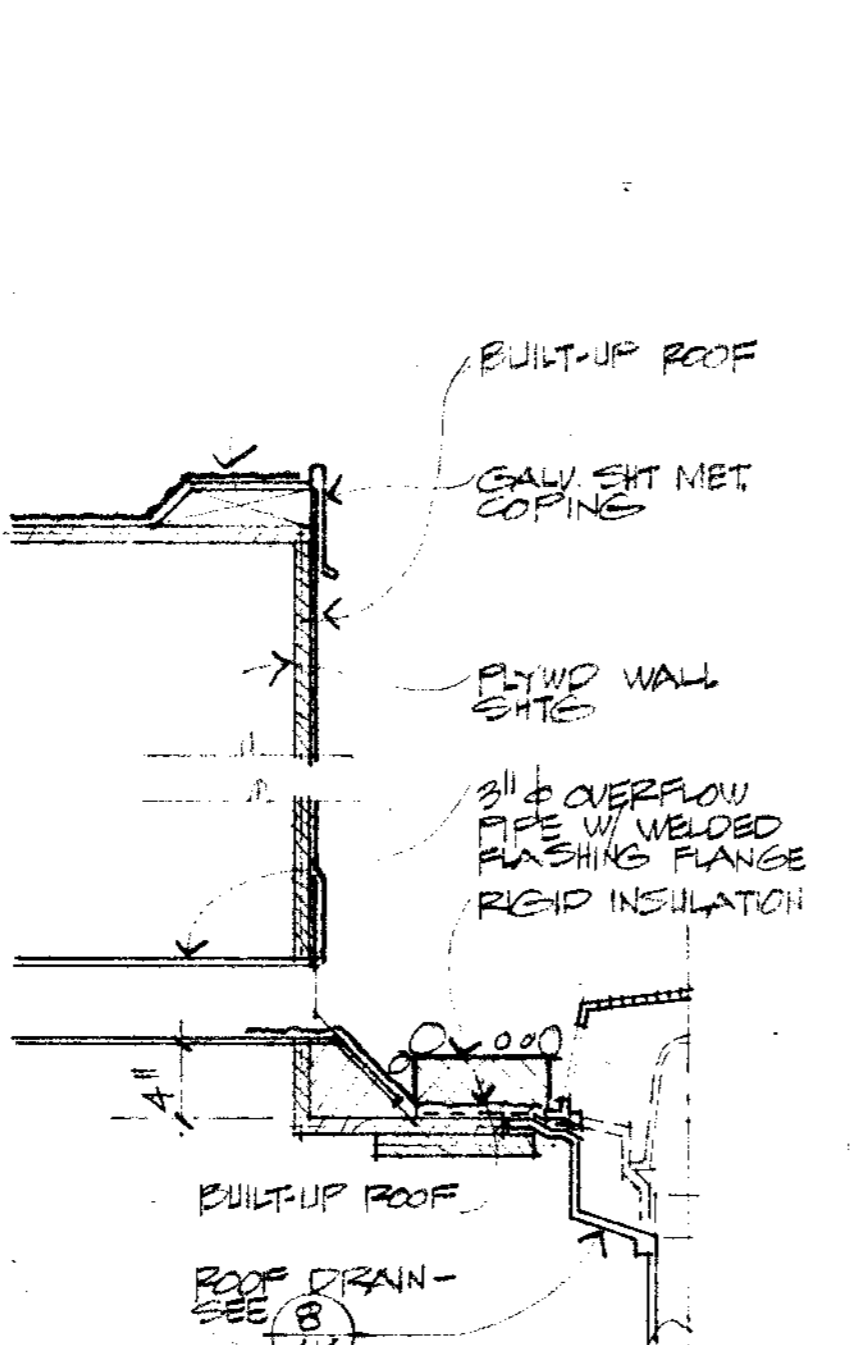 BUILT-UP ROOF
GALV. SHT MET.
COPING
PLYWD WALL
SHTG
3" ϕ OVERFLOW
PIPE W/ WELDED
FLASHING FLANGE
RIGID INSULATION
4"
BUILT-UP ROOF
ROOF DRAIN-
SEE 8